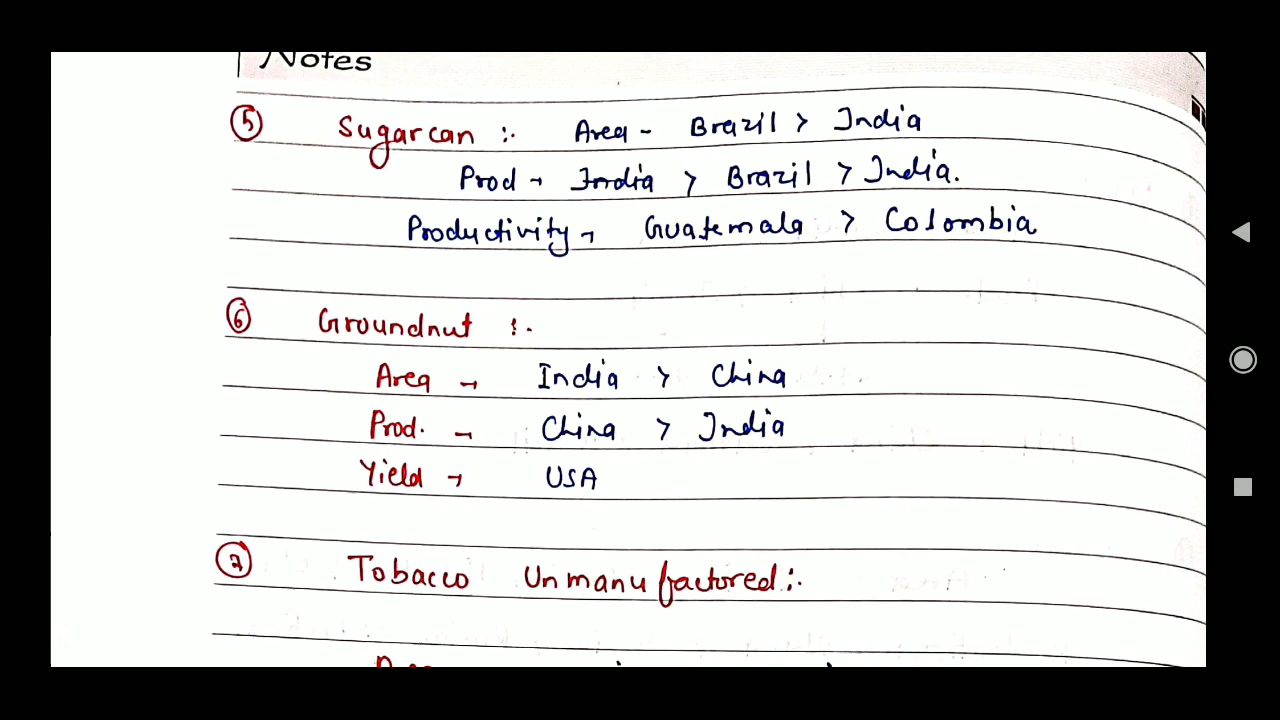 Notes
⑤ Sugarcan :- Area - Brazil > India
Prod → India > Brazil > India.
Productivity → Guatemala > Colombia
⑥ Groundnut :-
Area → India > China
Prod. → China > India
Yield → USA
⑦ Tobacco Unmanufactored :-